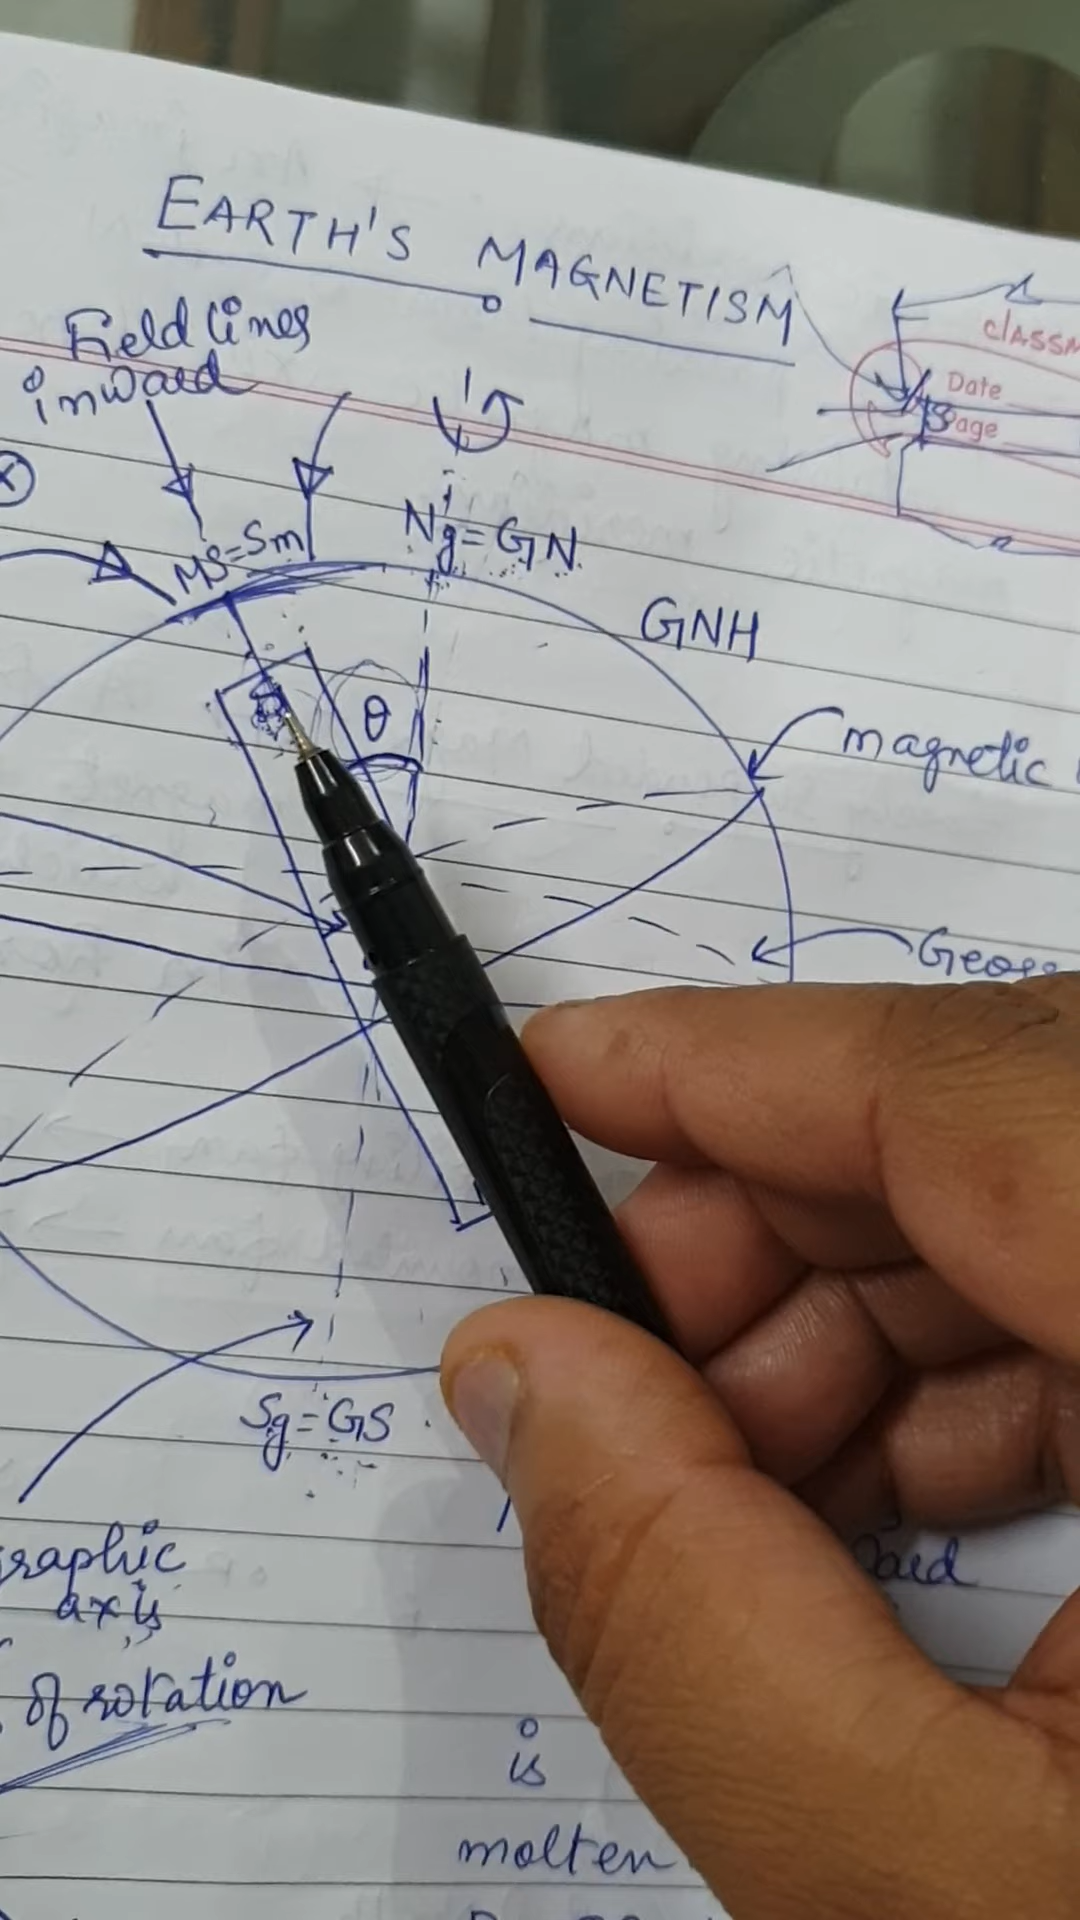 EARTH'S MAGNETISM
classm
Date
Page
Field lines
inward
Ng = GN
MS = Sm
GNH
θ
magnetic
Geog
Sg = GS
graphic
axis
of rotation
is
molten